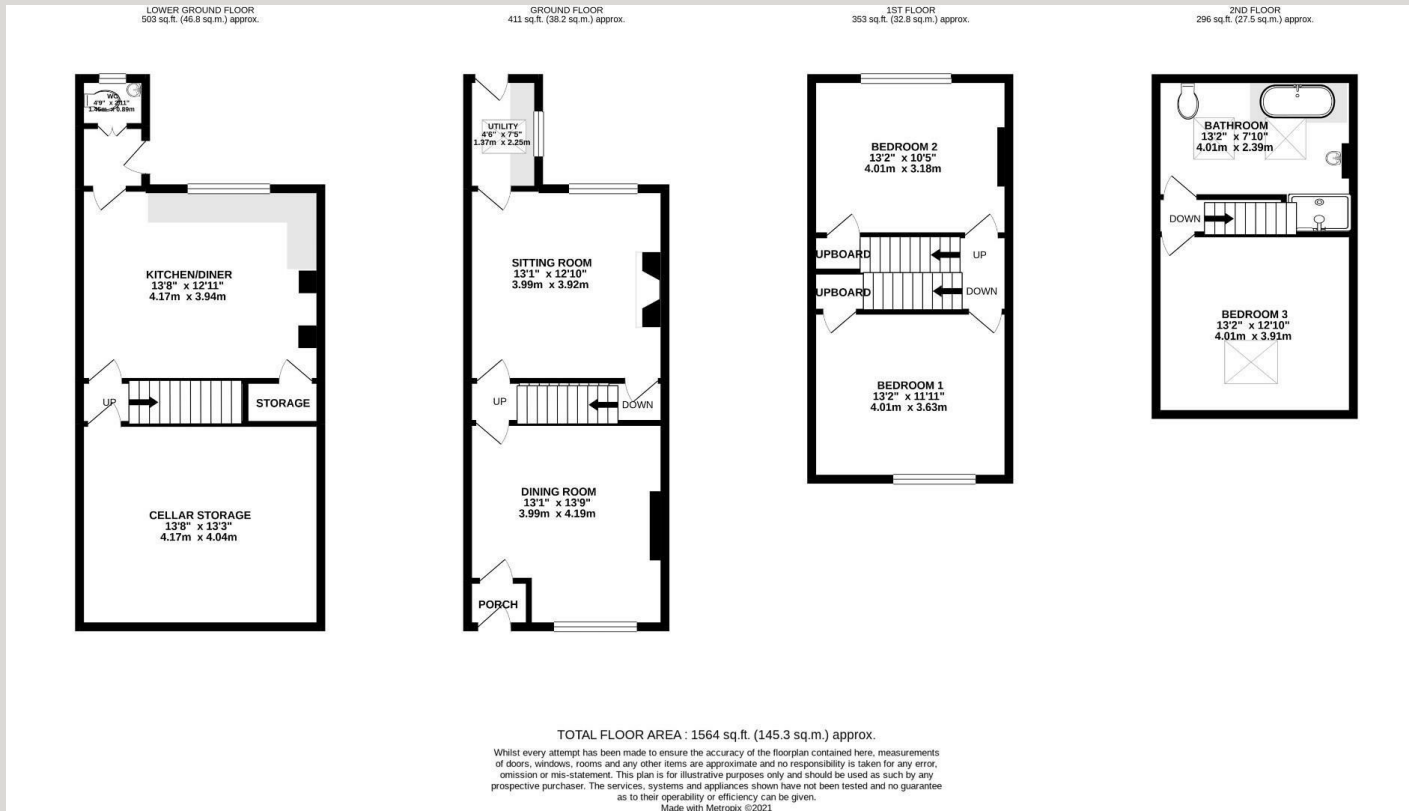 LOWER GROUND FLOOR
503 sq.ft. (46.8 sq.m.) approx.
WC
4'9" x 2'11"
1.45m x 0.89m
KITCHEN/DINER
13'8" x 12'11"
4.17m x 3.94m
UP
STORAGE
CELLAR STORAGE
13'8" x 13'3"
4.17m x 4.04m
GROUND FLOOR
411 sq.ft. (38.2 sq.m.) approx.
UTILITY
4'6" x 7'5"
1.37m x 2.25m
SITTING ROOM
13'1" x 12'10"
3.99m x 3.92m
UP
DOWN
DINING ROOM
13'1" x 13'9"
3.99m x 4.19m
PORCH
1ST FLOOR
353 sq.ft. (32.8 sq.m.) approx.
BEDROOM 2
13'2" x 10'5"
4.01m x 3.18m
UPBOARD
UP
UPBOARD
DOWN
BEDROOM 1
13'2" x 11'11"
4.01m x 3.63m
2ND FLOOR
296 sq.ft. (27.5 sq.m.) approx.
BATHROOM
13'2" x 7'10"
4.01m x 2.39m
DOWN
BEDROOM 3
13'2" x 12'10"
4.01m x 3.91m
TOTAL FLOOR AREA : 1564 sq.ft. (145.3 sq.m.) approx.
Whilst every attempt has been made to ensure the accuracy of the floorplan contained here, measurements
of doors, windows, rooms and any other items are approximate and no responsibility is taken for any error,
omission or mis-statement. This plan is for illustrative purposes only and should be used as such by any
prospective purchaser. The services, systems and appliances shown have not been tested and no guarantee
as to their operability or efficiency can be given.
Made with Metropix ©2021